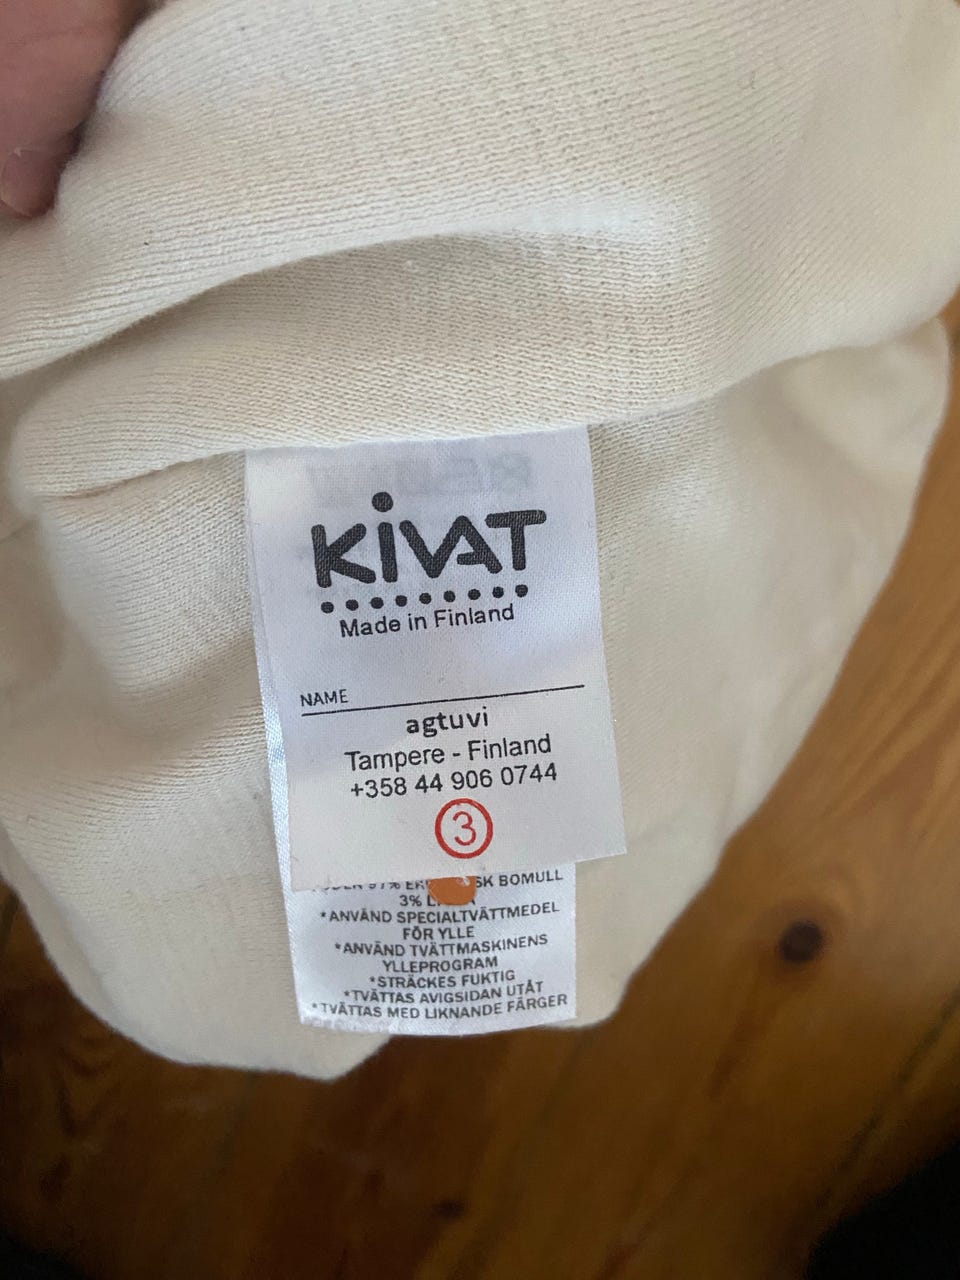 KIVAT
Made in Finland
NAME
agtuvi
Tampere - Finland
+358 44 906 0744
3
BOMULL
3%
*ANVÄND SPECIALTVÄTTMEDEL
FÖR YLLE
*ANVÄND TVÄTTMASKINENS
YLLEPROGRAM
*STRÄCKES FUKTIG
*TVÄTTAS AVIGSIDAN UTÅT
*TVÄTTAS MED LIKNANDE FÄRGER